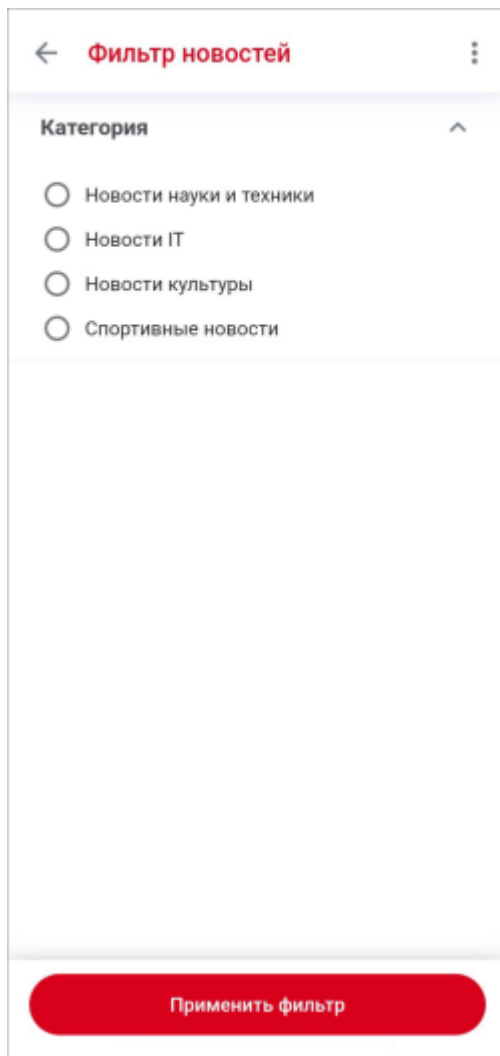 Фильтр новостей
Категория
Новости науки и техники
Новости IT
Новости культуры
Спортивные новости
Применить фильтр